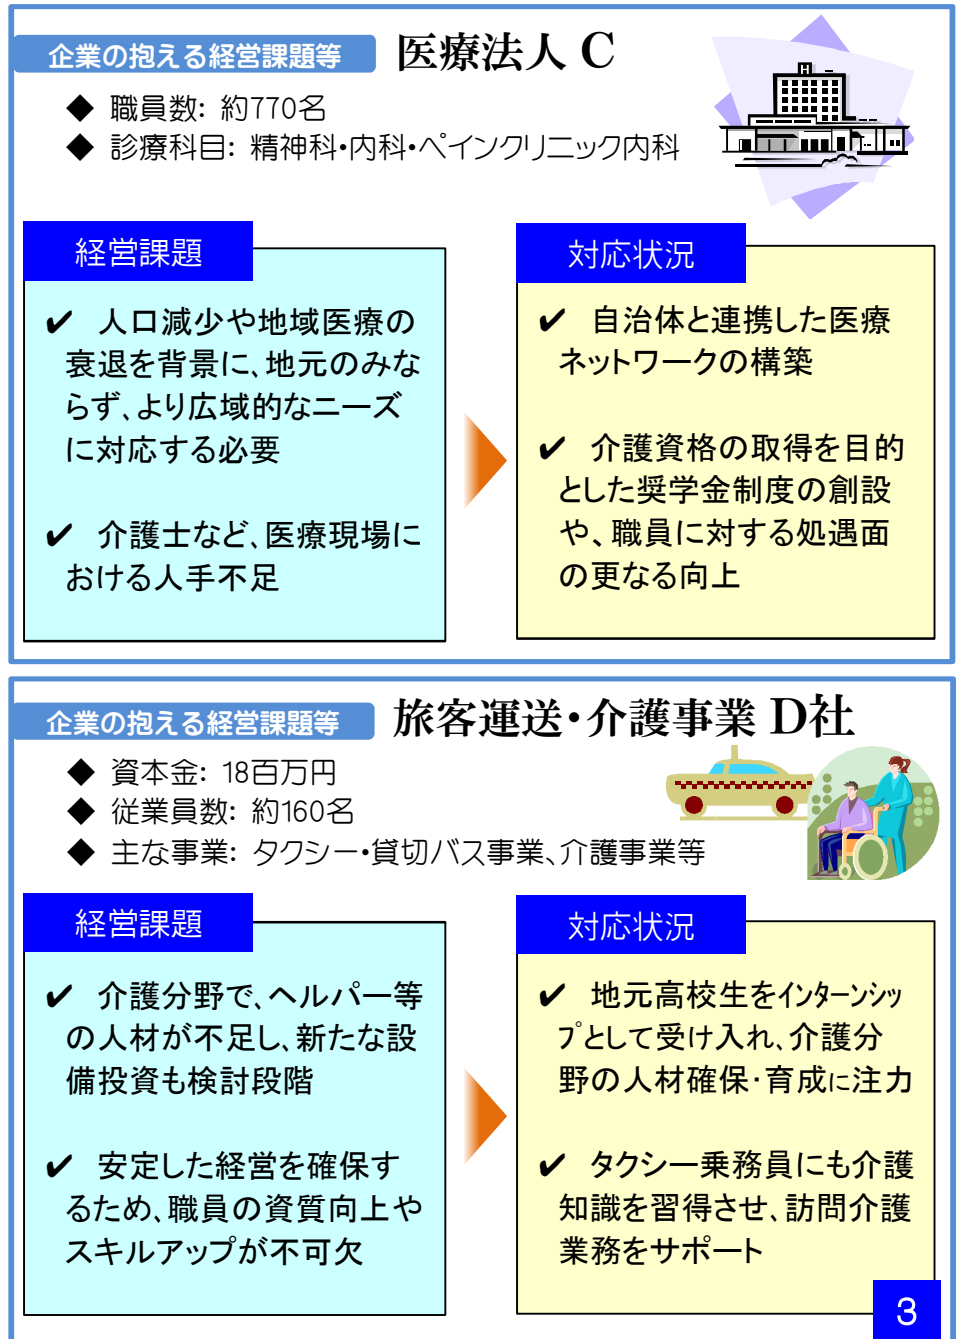 企業の抱える経営課題等
医療法人 C
◆ 職員数: 約770名
◆ 診療科目: 精神科・内科・ペインクリニック内科
経営課題
✔ 人口減少や地域医療の
衰退を背景に、地元のみな
らず、より広域的なニーズ
に対応する必要
✔ 介護士など、医療現場に
おける人手不足
対応状況
✔ 自治体と連携した医療
ネットワークの構築
✔ 介護資格の取得を目的
とした奨学金制度の創設
や、職員に対する処遇面
の更なる向上
企業の抱える経営課題等
旅客運送・介護事業 D社
◆ 資本金: 18百万円
◆ 従業員数: 約160名
◆ 主な事業: タクシー・貸切バス事業、介護事業等
経営課題
✔ 介護分野で、ヘルパー等
の人材が不足し、新たな設
備投資も検討段階
✔ 安定した経営を確保す
るため、職員の資質向上や
スキルアップが不可欠
対応状況
✔ 地元高校生をインターンシッ
プとして受け入れ、介護分
野の人材確保・育成に注力
✔ タクシー乗務員にも介護
知識を習得させ、訪問介護
業務をサポート
3